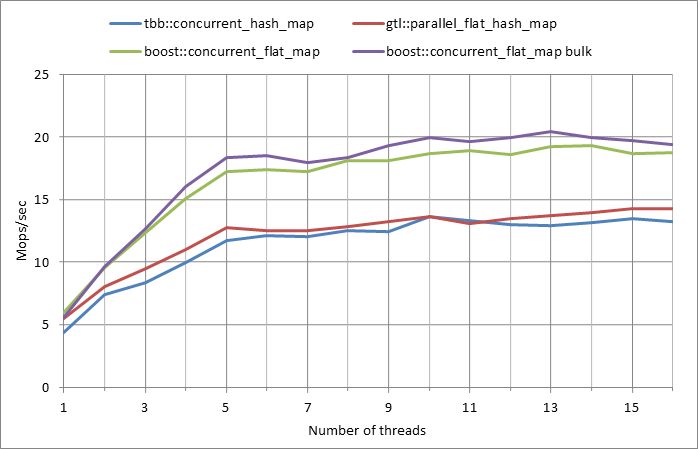 tbb::concurrent_hash_map
gtl::parallel_flat_hash_map
boost::concurrent_flat_map
boost::concurrent_flat_map bulk
25
20
15
10
5
0
Mops/sec
1 3 5 7 9 11 13 15
Number of threads